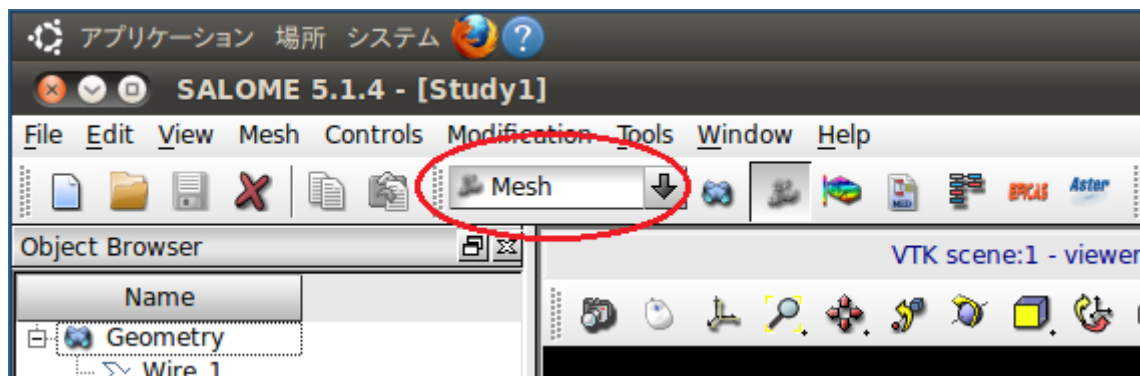 アプリケーション 場所 システム ?
SALOME 5.1.4 - [Study1]
File Edit View Mesh Controls Modification Tools Window Help
Mesh MED EFICAS Aster
Object Browser
VTK scene:1 - viewer
Name
Geometry
Wire_1